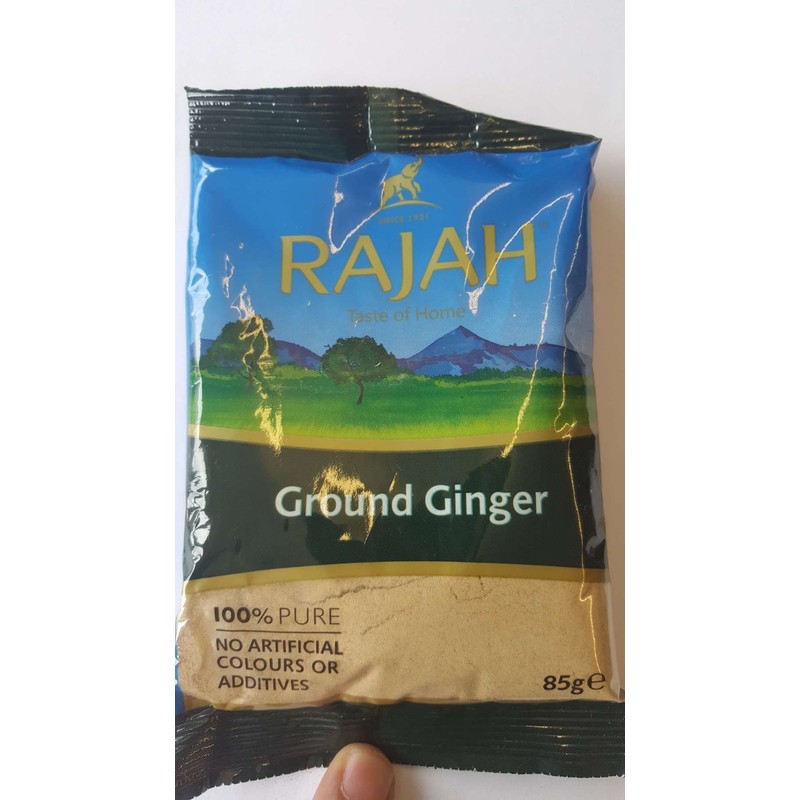 SINCE 1931
RAJAH
Taste of Home
Ground Ginger
100% PURE
NO ARTIFICIAL
COLOURS OR
ADDITIVES
85g℮